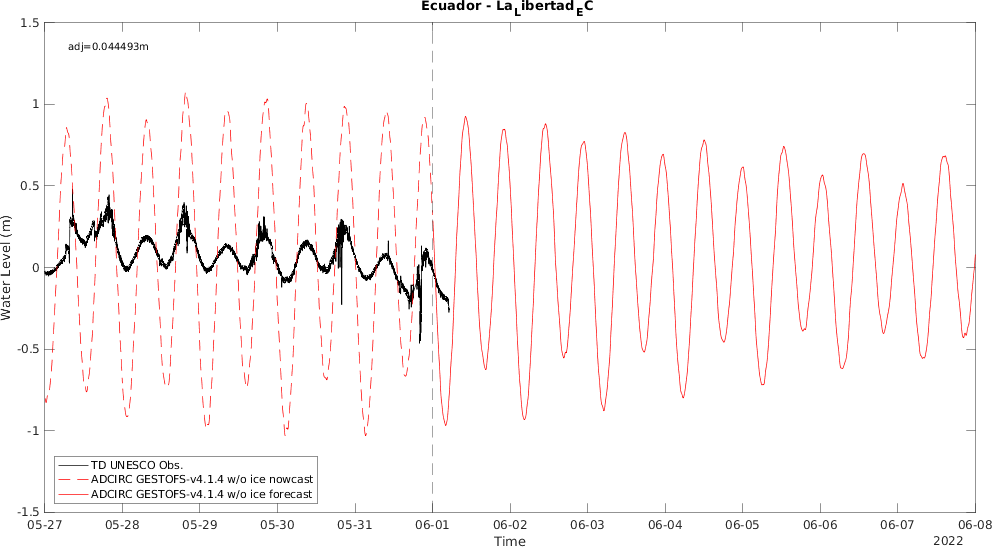 Ecuador - LaLibertadEC
adj=0.044493m
1.5
1
0.5
0
-0.5
-1
-1.5
Water Level (m)
TD UNESCO Obs.
ADCIRC GESTOFS-v4.1.4 w/o ice nowcast
ADCIRC GESTOFS-v4.1.4 w/o ice forecast
05-27 05-28 05-29 05-30 05-31 06-01 06-02 06-03 06-04 06-05 06-06 06-07 06-08
Time
2022